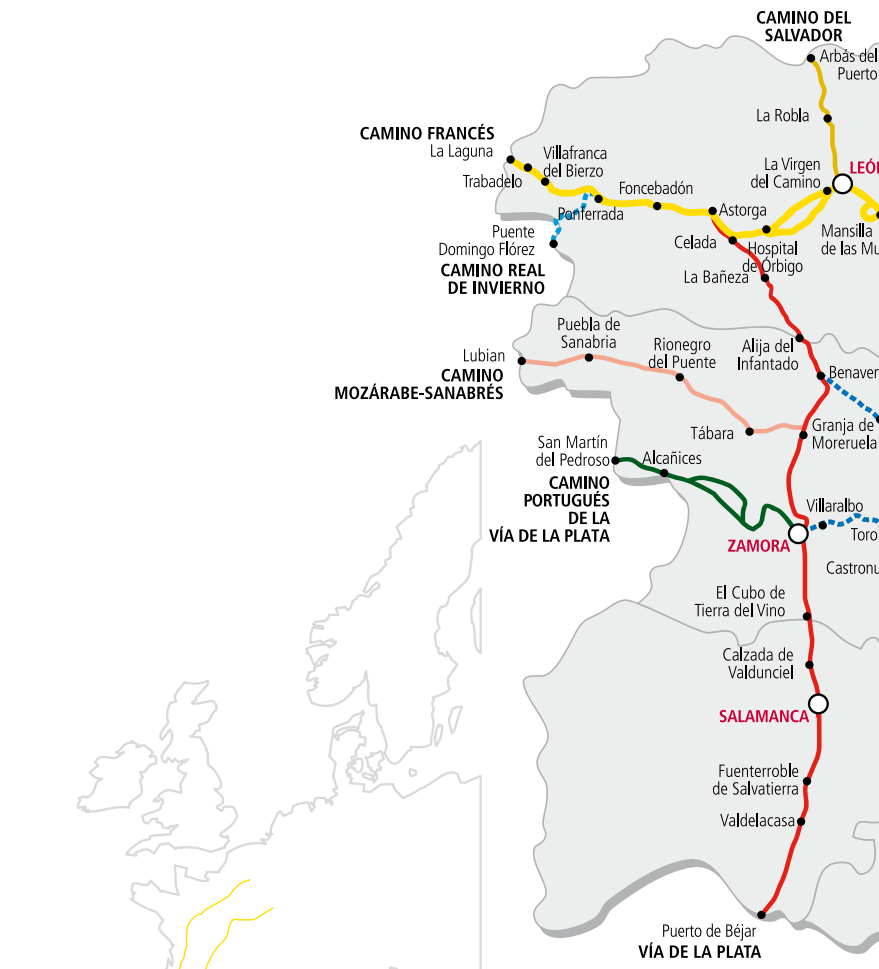 CAMINO DEL
SALVADOR
Arbás del
Puerto
La Robla
CAMINO FRANCÉS
La Laguna
Villafranca
del Bierzo
Trabadelo
Foncebadón
La Virgen
del Camino
Ponferrada
Astorga
Puente
Domingo Flórez
CAMINO REAL
DE INVIERNO
Celada
Hospital
de Órbigo
Mansilla
de las
La Bañeza
Puebla de
Sanabria
Rionegro
del Puente
Alija del
Infantado
Lubian
CAMINO
MOZÁRABE-SANABRÉS
Tábara
Granja de
Moreruela
San Martín
del Pedroso
Alcañices
CAMINO
PORTUGUÉS
DE LA
VÍA DE LA PLATA
Villaralbo
Toro
ZAMORA
El Cubo de
Tierra del Vino
Calzada de
Valdunciel
SALAMANCA
Fuenterroble
de Salvatierra
Valdelacasa
Puerto de Béjar
VÍA DE LA PLATA